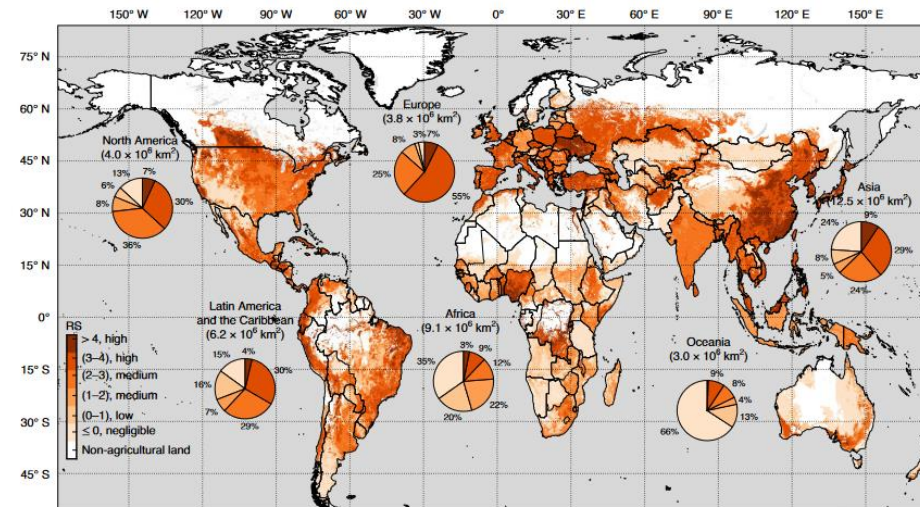 150° W 120° W 90° W 60° W 30° W 0° 30° E 60° E 90° E 120° E 150° E
75° N
60° N
45° N
30° N
15° N
0°
15° S
30° S
45° S
North America
(4.0 × 10⁶ km²)
7%
30%
36%
8%
6%
13%
Europe
(3.8 × 10⁶ km²)
7%
55%
25%
8%
3%
Asia
(12.5 × 10⁶ km²)
9%
29%
24%
5%
8%
24%
Latin America
and the Caribbean
(6.2 × 10⁶ km²)
4%
30%
29%
7%
16%
15%
Africa
(9.1 × 10⁶ km²)
3%
9%
12%
22%
20%
35%
Oceania
(3.0 × 10⁶ km²)
9%
8%
4%
13%
66%
RS
> 4, high
(3–4), high
(2–3), medium
(1–2), medium
(0–1), low
≤ 0, negligible
Non-agricultural land